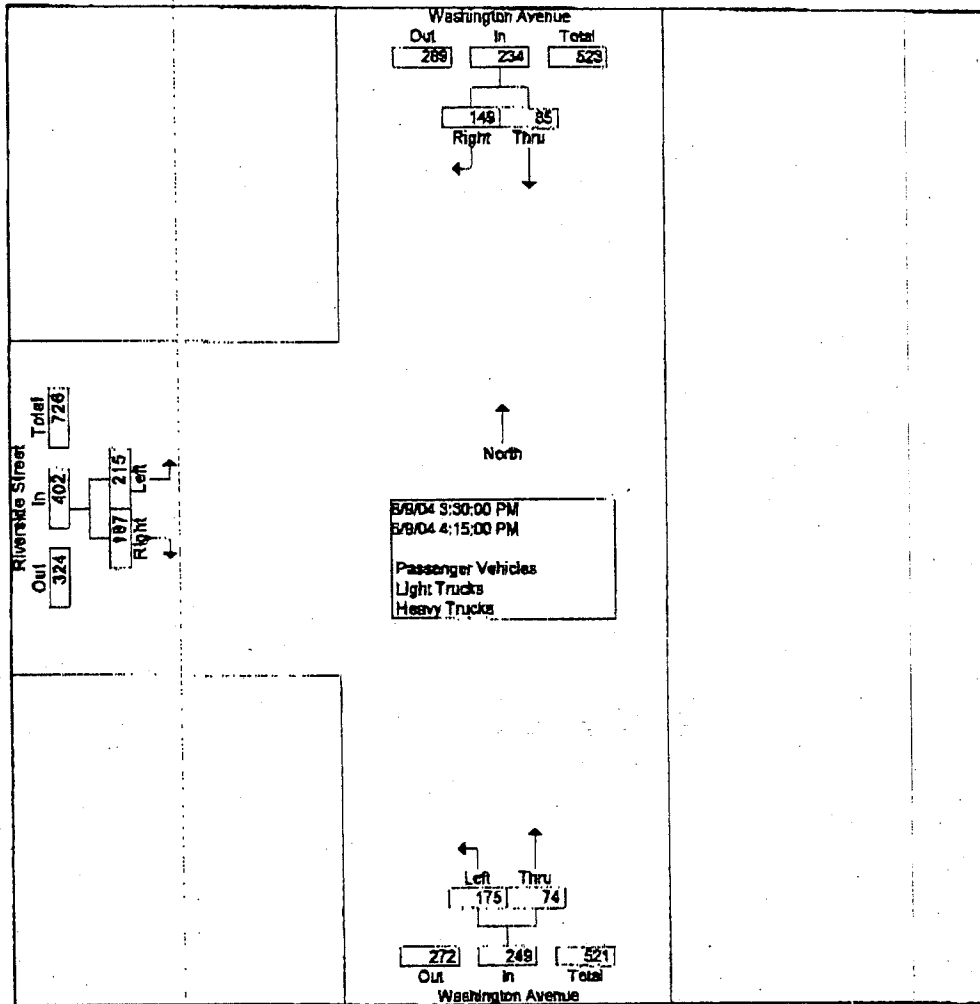 Washington Avenue
Out In Total
289 234 523
149 85
Right Thru
Riverside Street
Out In Total
324 402 726
187 215
Right Left
North
6/9/04 3:30:00 PM
6/9/04 4:15:00 PM
Passenger Vehicles
Light Trucks
Heavy Trucks
Left Thru
175 74
272 249 521
Out In Total
Washington Avenue